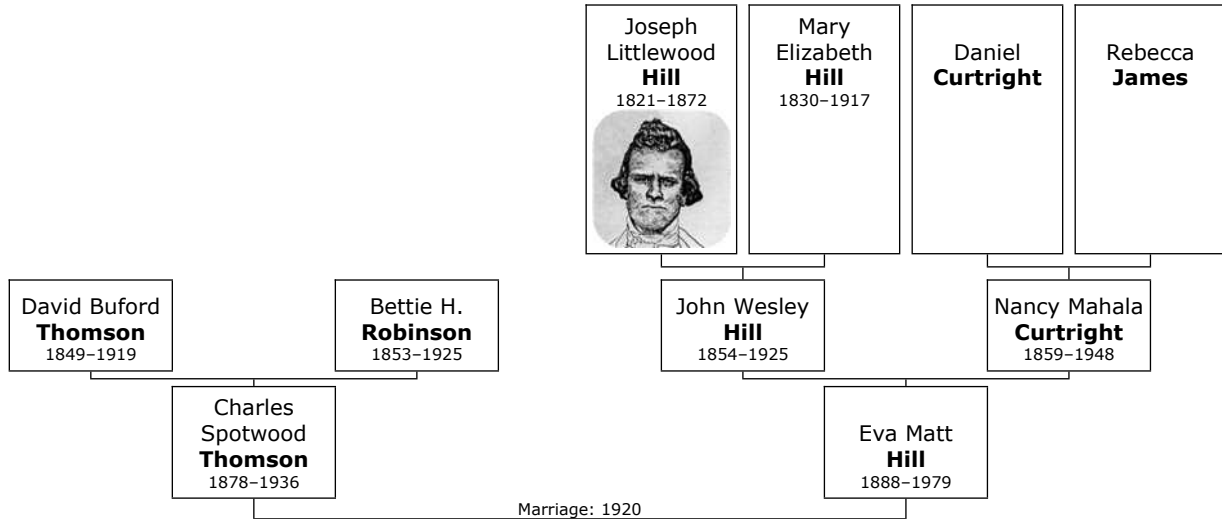 Joseph
Littlewood
Hill
1821–1872
Mary
Elizabeth
Hill
1830–1917
Daniel
Curtright
Rebecca
James
David Buford
Thomson
1849–1919
Bettie H.
Robinson
1853–1925
John Wesley
Hill
1854–1925
Nancy Mahala
Curtright
1859–1948
Charles
Spotwood
Thomson
1878–1936
Eva Matt
Hill
1888–1979
Marriage: 1920